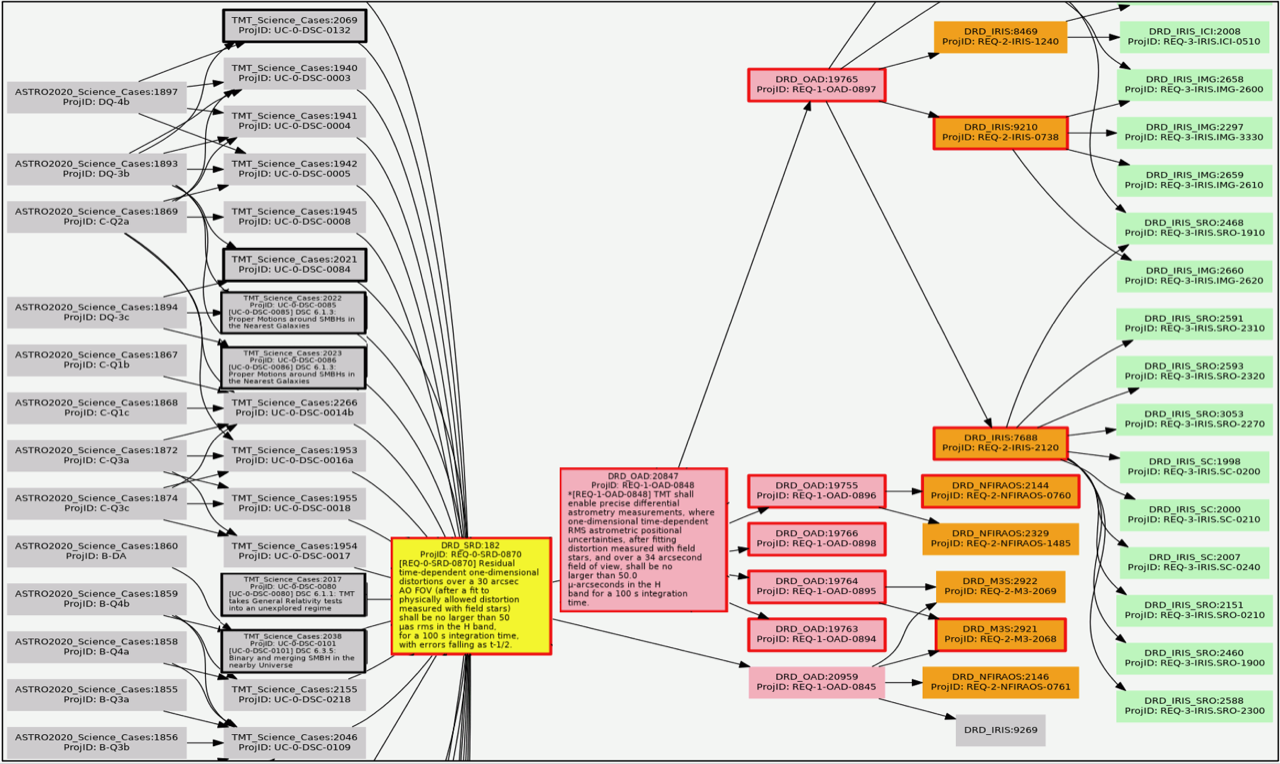 ASTRO2020_Science_Cases:1897
ProjID: DQ-4b
ASTRO2020_Science_Cases:1893
ProjID: DQ-3b
ASTRO2020_Science_Cases:1869
ProjID: C-Q2a
ASTRO2020_Science_Cases:1894
ProjID: DQ-3c
ASTRO2020_Science_Cases:1867
ProjID: C-Q1b
ASTRO2020_Science_Cases:1868
ProjID: C-Q1c
ASTRO2020_Science_Cases:1872
ProjID: C-Q3a
ASTRO2020_Science_Cases:1874
ProjID: C-Q3c
ASTRO2020_Science_Cases:1860
ProjID: B-DA
ASTRO2020_Science_Cases:1859
ProjID: B-Q4b
ASTRO2020_Science_Cases:1858
ProjID: B-Q4a
ASTRO2020_Science_Cases:1855
ProjID: B-Q3a
ASTRO2020_Science_Cases:1856
ProjID: B-Q3b
TMT_Science_Cases:2069
ProjID: UC-0-DSC-0132
TMT_Science_Cases:1940
ProjID: UC-0-DSC-0003
TMT_Science_Cases:1941
ProjID: UC-0-DSC-0004
TMT_Science_Cases:1942
ProjID: UC-0-DSC-0005
TMT_Science_Cases:1945
ProjID: UC-0-DSC-0008
TMT_Science_Cases:2021
ProjID: UC-0-DSC-0084
TMT_Science_Cases:2022
ProjID: UC-0-DSC-0085
[UC-0-DSC-0085] DSC 6.1.3:
Proper Motions around SMBHs in
the Nearest Galaxies
TMT_Science_Cases:2023
ProjID: UC-0-DSC-0086
[UC-0-DSC-0086] DSC 6.1.3:
Proper Motions around SMBHs in
the Nearest Galaxies
TMT_Science_Cases:2266
ProjID: UC-0-DSC-0014b
TMT_Science_Cases:1953
ProjID: UC-0-DSC-0016a
TMT_Science_Cases:1955
ProjID: UC-0-DSC-0018
TMT_Science_Cases:1954
ProjID: UC-0-DSC-0017
TMT_Science_Cases:2017
ProjID: UC-0-DSC-0080
[UC-0-DSC-0080] DSC 6.1.1: TMT
takes General Relativity tests
into an unexplored regime
TMT_Science_Cases:2038
ProjID: UC-0-DSC-0101
[UC-0-DSC-0101] DSC 6.3.5:
Binary and merging SMBH in the
nearby Universe
TMT_Science_Cases:2155
ProjID: UC-0-DSC-0218
TMT_Science_Cases:2046
ProjID: UC-0-DSC-0109
DRD_SRD:182
ProjID: REQ-0-SRD-0870
[REQ-0-SRD-0870] Residual
time-dependent one-dimensional
distortions over a 30 arcsec
AO FOV (after a fit to
physically allowed distortion
measured with field stars)
shall be no larger than 50
μas rms in the H band,
for a 100 s integration time,
with errors falling as t-1/2.
DRD_OAD:20847
ProjID: REQ-1-OAD-0848
*[REQ-1-OAD-0848] TMT shall
enable precise differential
astrometry measurements, where
one-dimensional time-dependent
RMS astrometric positional
uncertainties, after fitting
distortion measured with field
stars, and over a 34 arcsecond
field of view, shall be no
larger than 50.0
μ-arcseconds in the H
band for a 100 s integration
time.
DRD_OAD:19765
ProjID: REQ-1-OAD-0897
DRD_OAD:19755
ProjID: REQ-1-OAD-0896
DRD_OAD:19766
ProjID: REQ-1-OAD-0898
DRD_OAD:19764
ProjID: REQ-1-OAD-0895
DRD_OAD:19763
ProjID: REQ-1-OAD-0894
DRD_OAD:20959
ProjID: REQ-1-OAD-0845
DRD_IRIS:8469
ProjID: REQ-2-IRIS-1240
DRD_IRIS:9210
ProjID: REQ-2-IRIS-0738
DRD_IRIS:7688
ProjID: REQ-2-IRIS-2120
DRD_NFIRAOS:2144
ProjID: REQ-2-NFIRAOS-0760
DRD_NFIRAOS:2329
ProjID: REQ-2-NFIRAOS-1485
DRD_M3S:2922
ProjID: REQ-2-M3-2069
DRD_M3S:2921
ProjID: REQ-2-M3-2068
DRD_NFIRAOS:2146
ProjID: REQ-2-NFIRAOS-0761
DRD_IRIS:9269
DRD_IRIS_ICI:2008
ProjID: REQ-3-IRIS.ICI-0510
DRD_IRIS_IMG:2658
ProjID: REQ-3-IRIS.IMG-2600
DRD_IRIS_IMG:2297
ProjID: REQ-3-IRIS.IMG-3330
DRD_IRIS_IMG:2659
ProjID: REQ-3-IRIS.IMG-2610
DRD_IRIS_SRO:2468
ProjID: REQ-3-IRIS.SRO-1910
DRD_IRIS_IMG:2660
ProjID: REQ-3-IRIS.IMG-2620
DRD_IRIS_SRO:2591
ProjID: REQ-3-IRIS.SRO-2310
DRD_IRIS_SRO:2593
ProjID: REQ-3-IRIS.SRO-2320
DRD_IRIS_SRO:3053
ProjID: REQ-3-IRIS.SRO-2270
DRD_IRIS_SC:1998
ProjID: REQ-3-IRIS.SC-0200
DRD_IRIS_SC:2000
ProjID: REQ-3-IRIS.SC-0210
DRD_IRIS_SC:2007
ProjID: REQ-3-IRIS.SC-0240
DRD_IRIS_SRO:2151
ProjID: REQ-3-IRIS.SRO-0210
DRD_IRIS_SRO:2460
ProjID: REQ-3-IRIS.SRO-1900
DRD_IRIS_SRO:2588
ProjID: REQ-3-IRIS.SRO-2300